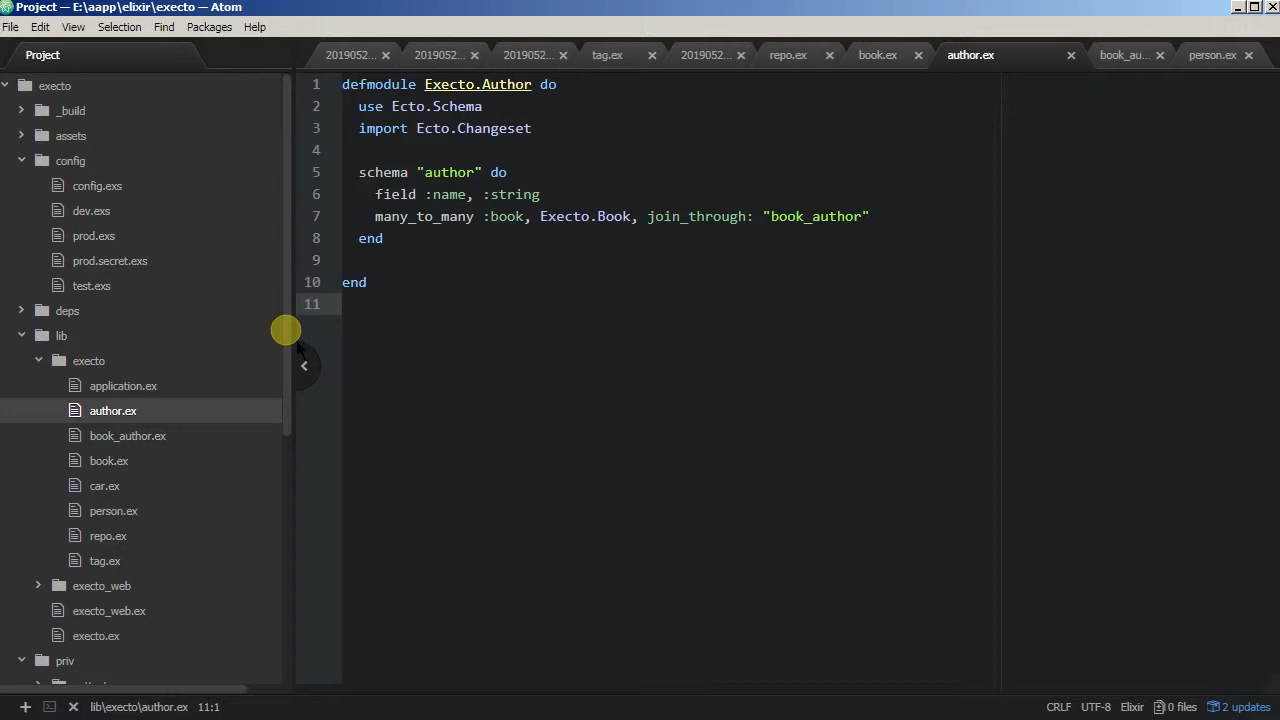 Project — E:\aapp\elixir\execto — Atom
File Edit View Selection Find Packages Help
Project
2019052... 2019052... 2019052... tag.ex 2019052... repo.ex book.ex author.ex book_au... person.ex
execto
_build
assets
config
config.exs
dev.exs
prod.exs
prod.secret.exs
test.exs
deps
lib
execto
application.ex
author.ex
book_author.ex
book.ex
car.ex
person.ex
repo.ex
tag.ex
execto_web
execto_web.ex
execto.ex
priv
1 defmodule Execto.Author do
2 use Ecto.Schema
3 import Ecto.Changeset
4
5 schema "author" do
6 field :name, :string
7 many_to_many :book, Execto.Book, join_through: "book_author"
8 end
9
10 end
11
lib\execto\author.ex 11:1
CRLF UTF-8 Elixir 0 files 2 updates